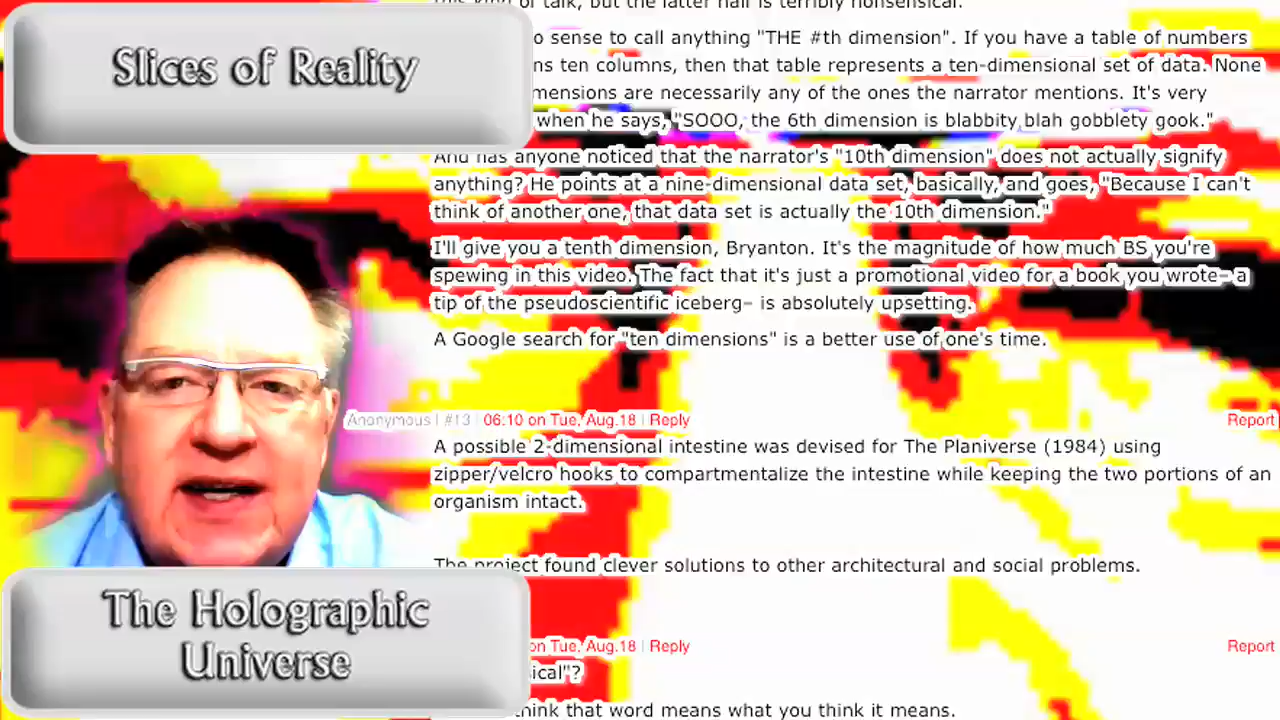 Slices of Reality
this kind of talk, but the latter half is terribly nonsensical.
o sense to call anything "THE #th dimension". If you have a table of numbers
ns ten columns, then that table represents a ten-dimensional set of data. None
mensions are necessarily any of the ones the narrator mentions. It's very
when he says, "SOOO, the 6th dimension is blabbity blah gobblety gook."
And has anyone noticed that the narrator's "10th dimension" does not actually signify
anything? He points at a nine-dimensional data set, basically, and goes, "Because I can't
think of another one, that data set is actually the 10th dimension."
I'll give you a tenth dimension, Bryanton. It's the magnitude of how much BS you're
spewing in this video. The fact that it's just a promotional video for a book you wrote– a
tip of the pseudoscientific iceberg– is absolutely upsetting.
A Google search for "ten dimensions" is a better use of one's time.
Anonymous | #13 | 06:10 on Tue, Aug.18 | Reply Report
A possible 2-dimensional intestine was devised for The Planiverse (1984) using
zipper/velcro hooks to compartmentalize the intestine while keeping the two portions of an
organism intact.
The project found clever solutions to other architectural and social problems.
The Holographic
Universe
on Tue, Aug.18 | Reply Report
ical"?
think that word means what you think it means.